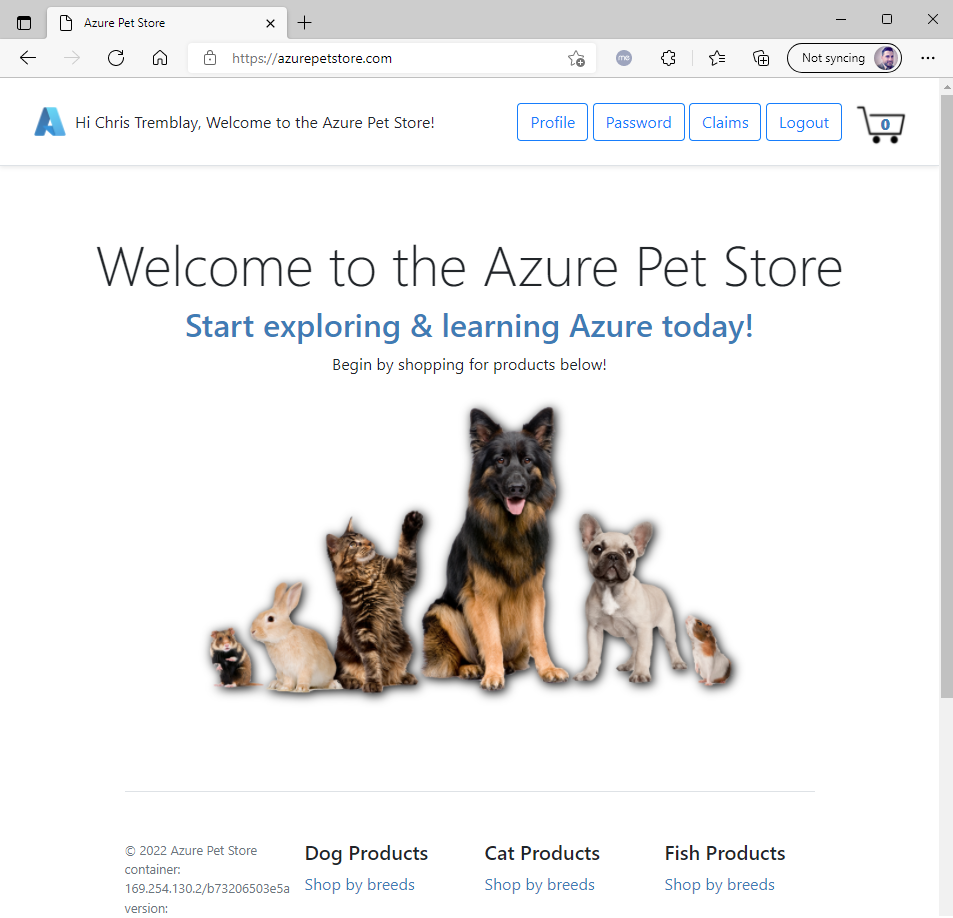 Azure Pet Store
https://azurepetstore.com
me
Not syncing
Hi Chris Tremblay, Welcome to the Azure Pet Store!
Profile
Password
Claims
Logout
0
Welcome to the Azure Pet Store
Start exploring & learning Azure today!
Begin by shopping for products below!
© 2022 Azure Pet Store
container:
169.254.130.2/b73206503e5a
version:
Dog Products
Shop by breeds
Cat Products
Shop by breeds
Fish Products
Shop by breeds